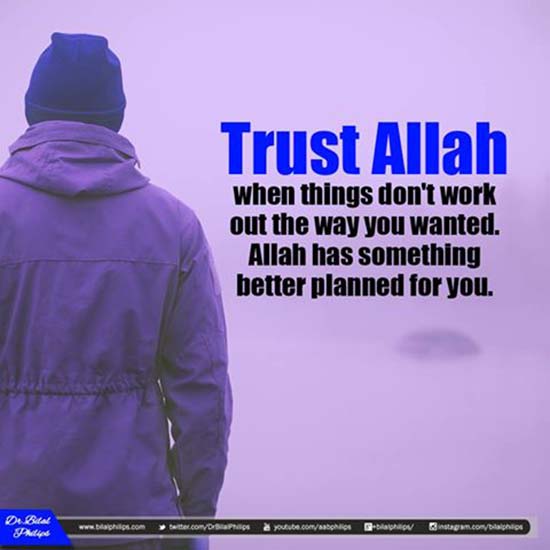 Trust Allah
when things don't work
out the way you wanted.
Allah has something
better planned for you.
Dr.Bilal
Philips
www.bilalphilips.com
twitter.com/DrBilalPhilips
youtube.com/aabphilips
g+bilalphilips/
instagram.com/bilalphilips